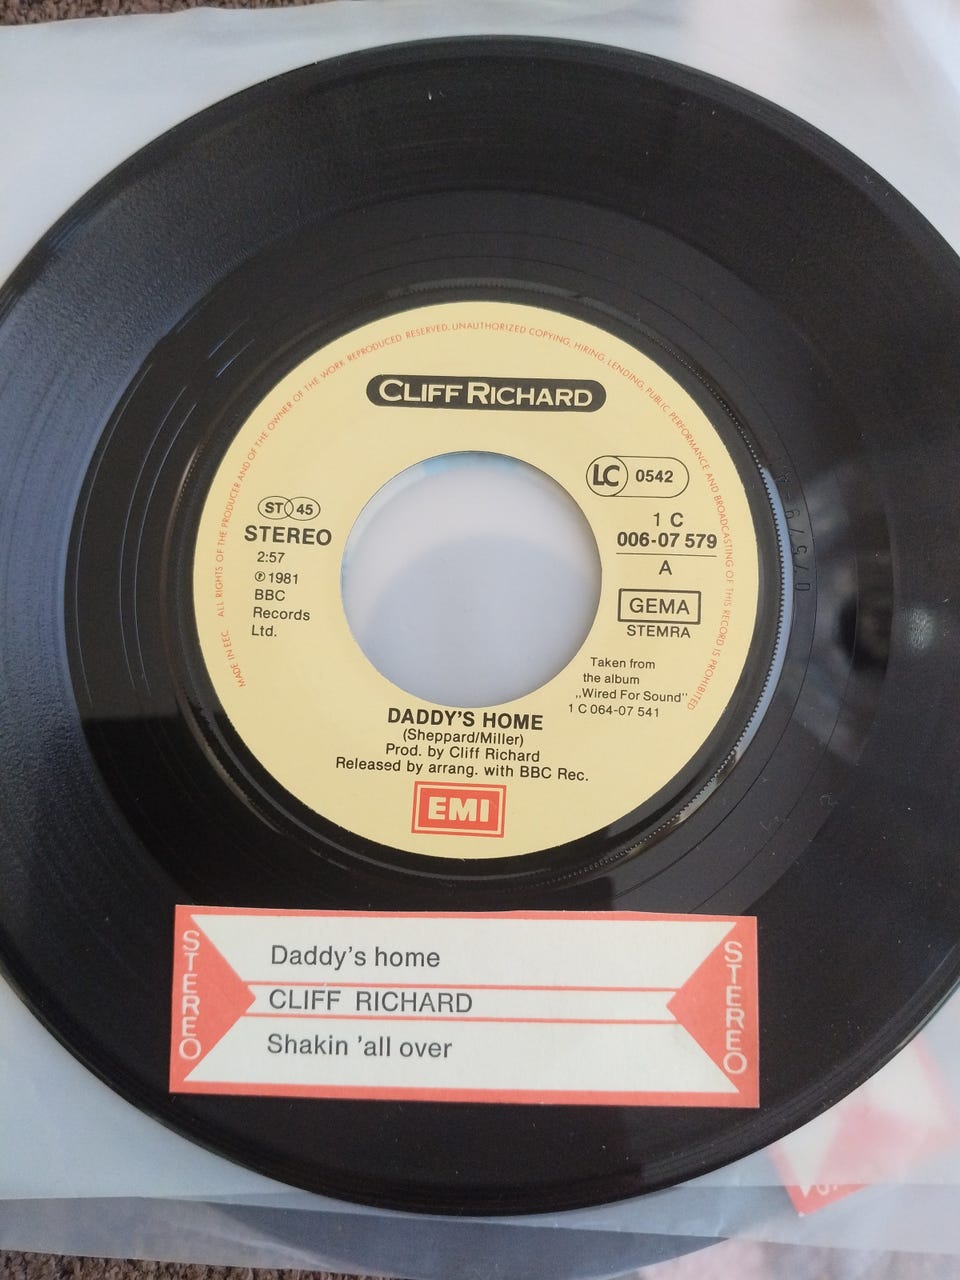 MADE IN EEC ALL RIGHTS OF THE PRODUCER AND OF THE OWNER OF THE WORK REPRODUCED RESERVED. UNAUTHORIZED COPYING, HIRING, LENDING, PUBLIC PERFORMANCE AND BROADCASTING OF THIS RECORD IS PROHIBITED
CLIFF RICHARD
LC 0542
ST 45
STEREO
2:57
℗ 1981
BBC
Records
Ltd.
1 C
006-07 579
A
GEMA
STEMRA
Taken from
the album
„Wired For Sound"
1 C 064-07 541
DADDY'S HOME
(Sheppard/Miller)
Prod. by Cliff Richard
Released by arrang. with BBC Rec.
EMI
STEREO
Daddy's home
CLIFF RICHARD
Shakin 'all over
STEREO